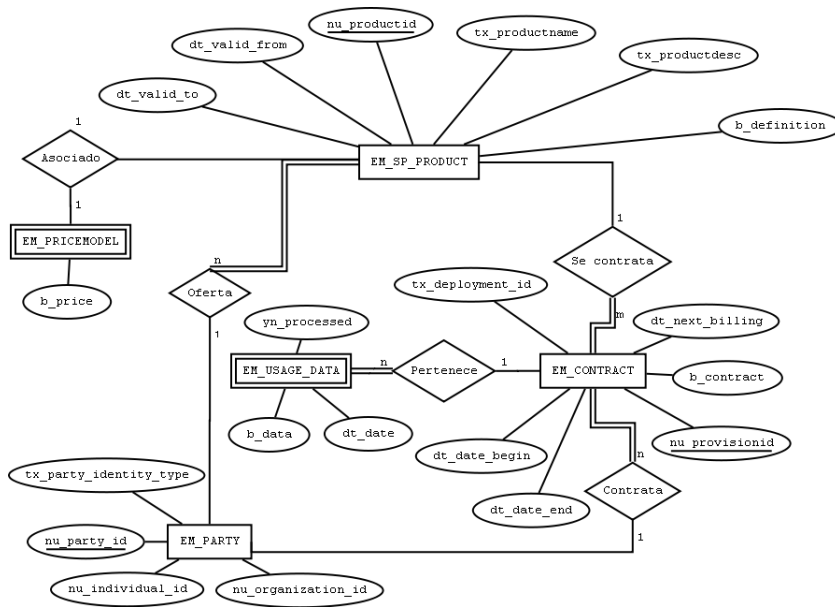 nu_productid
tx_productname
dt_valid_from
tx_productdesc
dt_valid_to
b_definition
1
Asociado
EM_SP_PRODUCT
1
1
EM_PRICEMODEL
n
Se contrata
tx_deployment_id
b_price
Oferta
m
yn_processed
dt_next_billing
1
n
1
EM_USAGE_DATA
Pertenece
EM_CONTRACT
b_contract
b_data
dt_date
nu_provisionid
dt_date_begin
n
tx_party_identity_type
Contrata
dt_date_end
nu_party_id
EM_PARTY
1
nu_individual_id
nu_organization_id